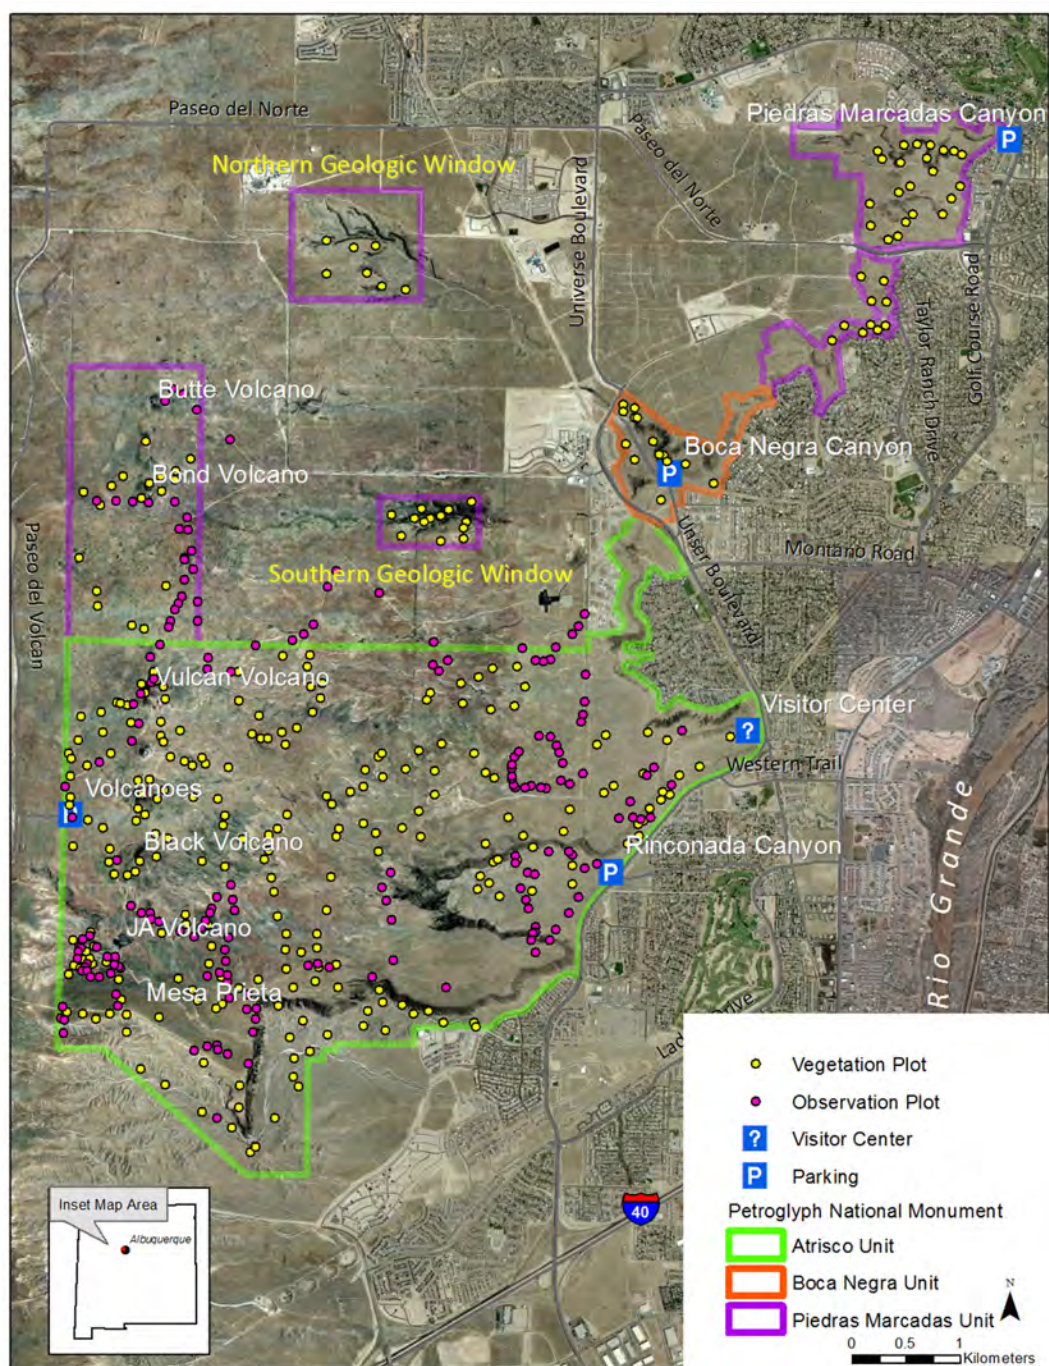 Paseo del Norte
Piedras Marcadas Canyon
P
Northern Geologic Window
Paseo del Norte
Universe Boulevard
Golf Course Road
Taylor Ranch Drive
Butte Volcano
Bond Volcano
Boca Negra Canyon
P
Paseo del Volcan
Unser Boulevard
Montano Road
Southern Geologic Window
Vulcan Volcano
Visitor Center
?
Western Trail
Volcanoes
Black Volcano
Rinconada Canyon
P
Rio Grande
JA Volcano
Mesa Prieta
Vegetation Plot
Observation Plot
? Visitor Center
P Parking
Petroglyph National Monument
Atrisco Unit
Boca Negra Unit
Piedras Marcadas Unit
N
0 0.5 1
Kilometers
40
Inset Map Area
Albuquerque